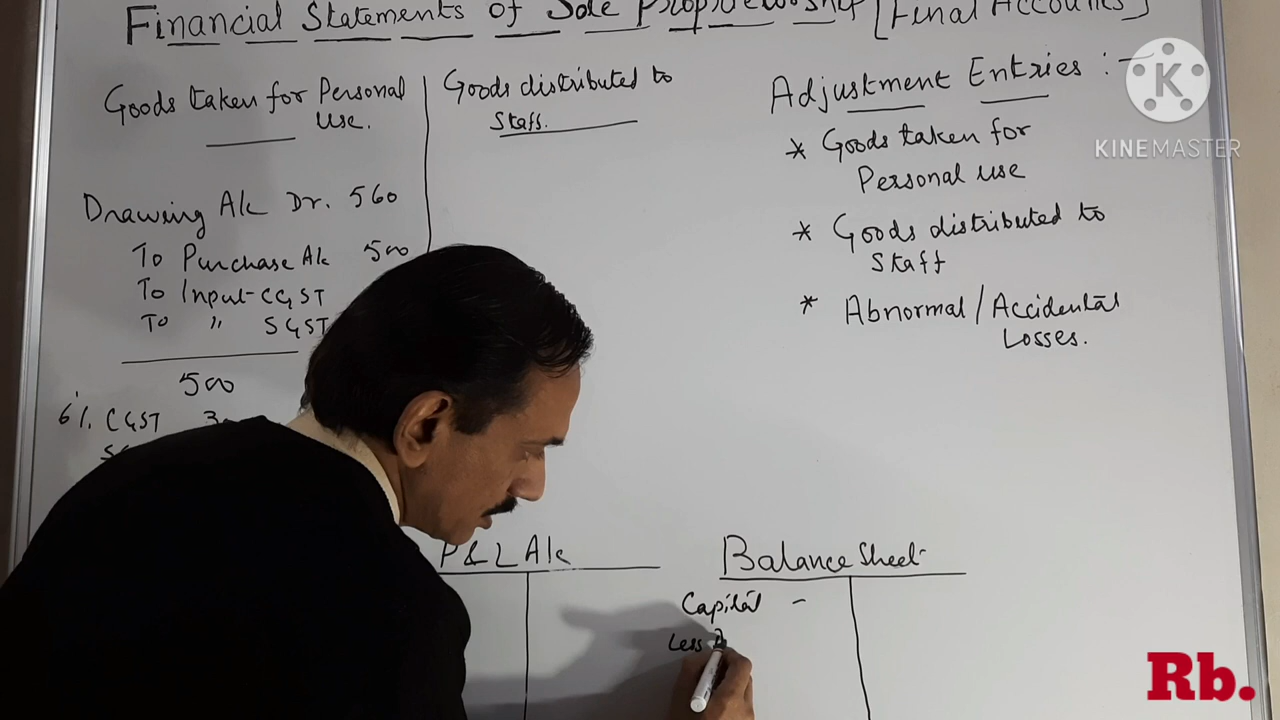 Financial Statements of Sole Proprietorship [Final Accounts]
Goods taken for Personal
Use.
Drawing A/c Dr. 560
To Purchase A/c 500
To Input CGST
To " SGST
500
6% CGST 30
Goods distributed to
Staff.
Adjustment Entries :-
* Goods taken for
Personal use
* Goods distributed to
Staff
* Abnormal / Accidental
Losses.
K
KINEMASTER
P & L A/c
Balance Sheet
Capital -
Less
Rb.